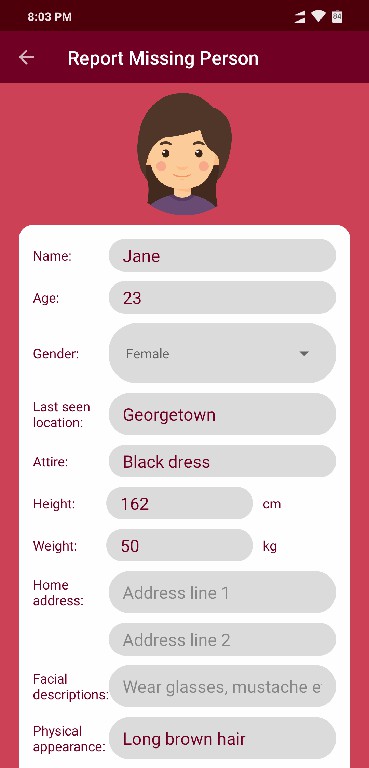 8:03 PM
Report Missing Person
Name: Jane
Age: 23
Gender: Female
Last seen location: Georgetown
Attire: Black dress
Height: 162 cm
Weight: 50 kg
Home address: Address line 1
Address line 2
Facial descriptions: Wear glasses, mustache e
Physical appearance: Long brown hair